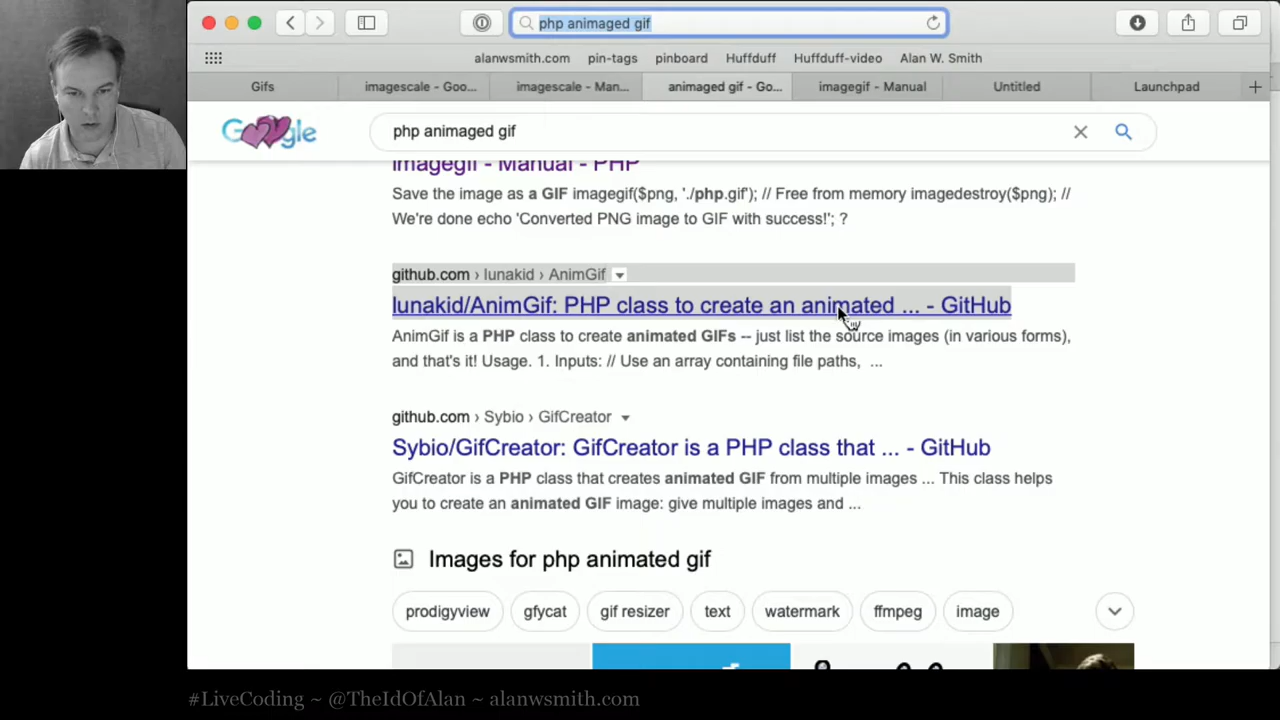 php animaged gif
alanwsmith.com pin-tags pinboard Huffduff Huffduff-video Alan W. Smith
Gifs imagescale - Goo... imagescale - Man... animaged gif - Go... imagegif - Manual Untitled Launchpad
Google php animaged gif
imagegif - Manual - PHP
Save the image as a GIF imagegif($png, './php.gif'); // Free from memory imagedestroy($png); //
We're done echo 'Converted PNG image to GIF with success!'; ?
github.com › lunakid › AnimGif
lunakid/AnimGif: PHP class to create an animated ... - GitHub
AnimGif is a PHP class to create animated GIFs -- just list the source images (in various forms),
and that's it! Usage. 1. Inputs: // Use an array containing file paths, ...
github.com › Sybio › GifCreator
Sybio/GifCreator: GifCreator is a PHP class that ... - GitHub
GifCreator is a PHP class that creates animated GIF from multiple images ... This class helps
you to create an animated GIF image: give multiple images and ...
Images for php animated gif
prodigyview gfycat gif resizer text watermark ffmpeg image
#LiveCoding ~ @TheIdOfAlan ~ alanwsmith.com